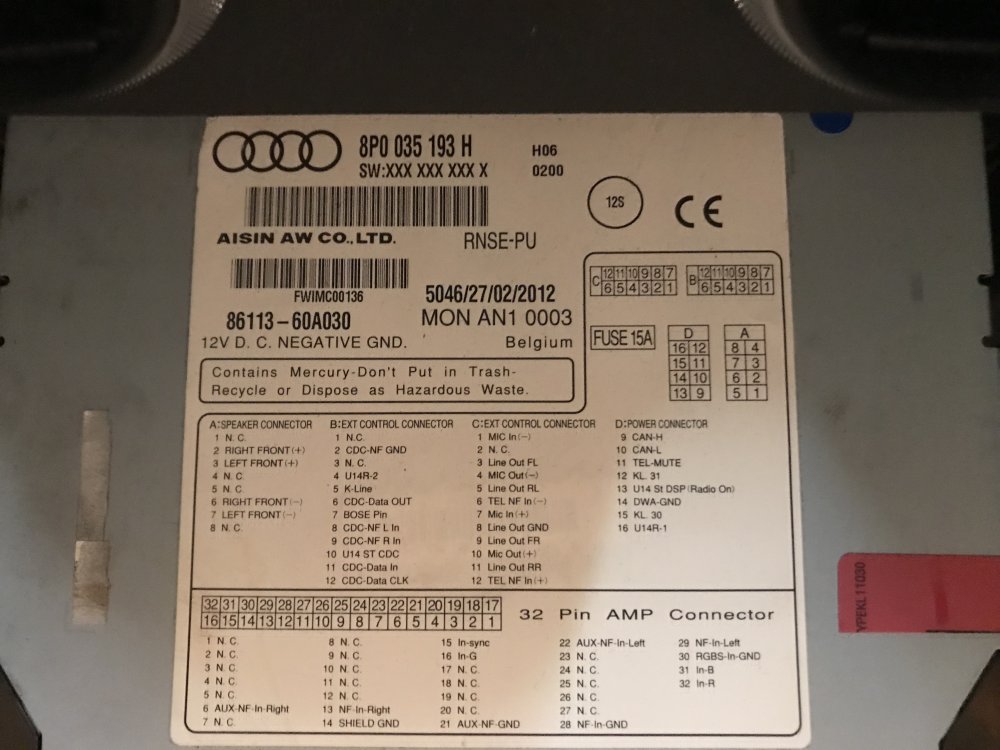 8P0 035 193 H
H06
SW:XXX XXX XXX X
0200
12S
CE
AISIN AW CO.,LTD.
RNSE-PU
FWIMC00136
5046/27/02/2012
86113-60A030
MON AN1 0003
12V D. C. NEGATIVE GND.
Belgium
Contains Mercury-Don't Put in Trash-
Recycle or Dispose as Hazardous Waste.
C 12 11 10 9 8 7
6 5 4 3 2 1
B 12 11 10 9 8 7
6 5 4 3 2 1
FUSE 15A
D
16 12
15 11
14 10
13 9
A
8 4
7 3
6 2
5 1
A:SPEAKER CONNECTOR
1 N. C.
2 RIGHT FRONT(+)
3 LEFT FRONT(+)
4 N. C.
5 N. C.
6 RIGHT FRONT(-)
7 LEFT FRONT(-)
8 N. C.
B:EXT CONTROL CONNECTOR
1 N.C.
2 CDC-NF GND
3 N. C.
4 U14R-2
5 K-Line
6 CDC-Data OUT
7 BOSE Pin
8 CDC-NF L In
9 CDC-NF R In
10 U14 ST CDC
11 CDC-Data In
12 CDC-Data CLK
C:EXT CONTROL CONNECTOR
1 MIC In(-)
2 N. C.
3 Line Out FL
4 MIC Out(-)
5 Line Out RL
6 TEL NF In(-)
7 Mic In(+)
8 Line Out GND
9 Line Out FR
10 Mic Out(+)
11 Line Out RR
12 TEL NF In(+)
D:POWER CONNECTOR
9 CAN-H
10 CAN-L
11 TEL-MUTE
12 KL. 31
13 U14 St DSP(Radio On)
14 DWA-GND
15 KL. 30
16 U14R-1
YPEKL11030
32 31 30 29 28 27 26 25 24 23 22 21 20 19 18 17
16 15 14 13 12 11 10 9 8 7 6 5 4 3 2 1
32 Pin AMP Connector
1 N. C.
2 N. C.
3 N. C.
4 N. C.
5 N. C.
6 AUX-NF-In-Right
7 N. C.
8 N. C.
9 N. C.
10 N. C.
11 N. C.
12 N. C.
13 NF-In-Right
14 SHIELD GND
15 In-sync
16 In-G
17 N. C.
18 N. C.
19 N. C.
20 N. C.
21 AUX-NF-GND
22 AUX-NF-In-Left
23 N. C.
24 N. C.
25 N. C.
26 N. C.
27 N. C.
28 NF-In-GND
29 NF-In-Left
30 RGBS-In-GND
31 In-B
32 In-R